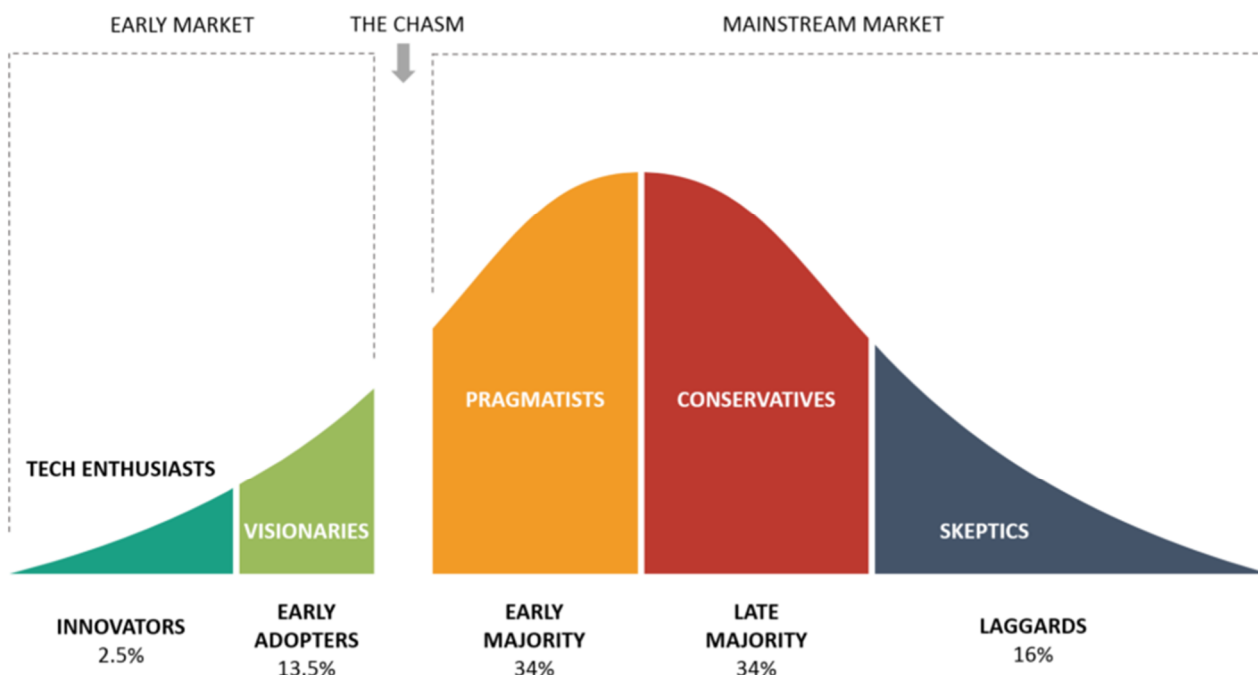 EARLY MARKET
THE CHASM
MAINSTREAM MARKET
TECH ENTHUSIASTS
VISIONARIES
PRAGMATISTS
CONSERVATIVES
SKEPTICS
INNOVATORS
2.5%
EARLY
ADOPTERS
13.5%
EARLY
MAJORITY
34%
LATE
MAJORITY
34%
LAGGARDS
16%